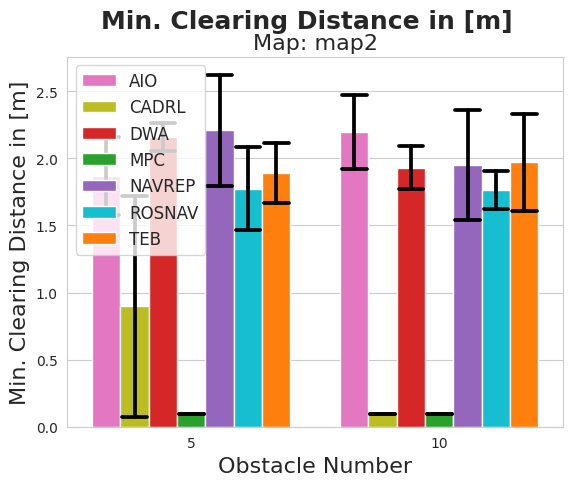 Min. Clearing Distance in [m]
Map: map2
Min. Clearing Distance in [m]
2.5
2.0
1.5
1.0
0.5
0.0
AIO
CADRL
DWA
MPC
NAVREP
ROSNAV
TEB
5
10
Obstacle Number